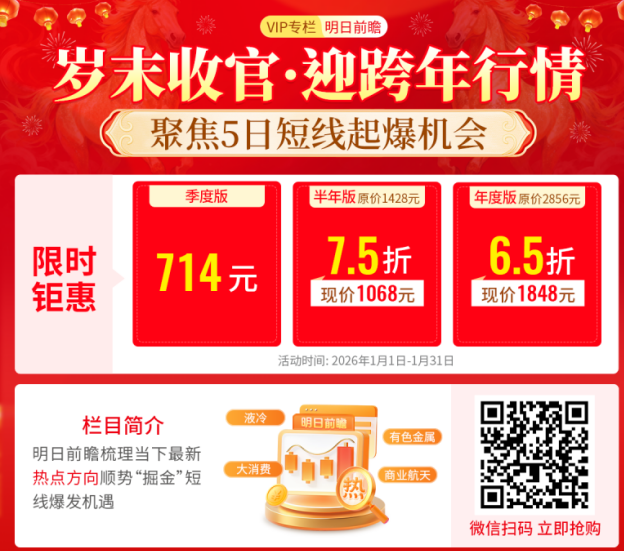 VIP专栏 明日前瞻
岁末收官·迎跨年行情
聚焦5日短线起爆机会
限时
钜惠
季度版
714元
半年版原价1428元
7.5折
现价1068元
年度版原价2856元
6.5折
现价1848元
活动时间: 2026年1月1日-1月31日
栏目简介
明日前瞻梳理当下最新
热点方向顺势“掘金”短
线爆发机遇
液冷
明日前瞻
有色金属
大消费
商业航天
热
微信扫码 立即抢购